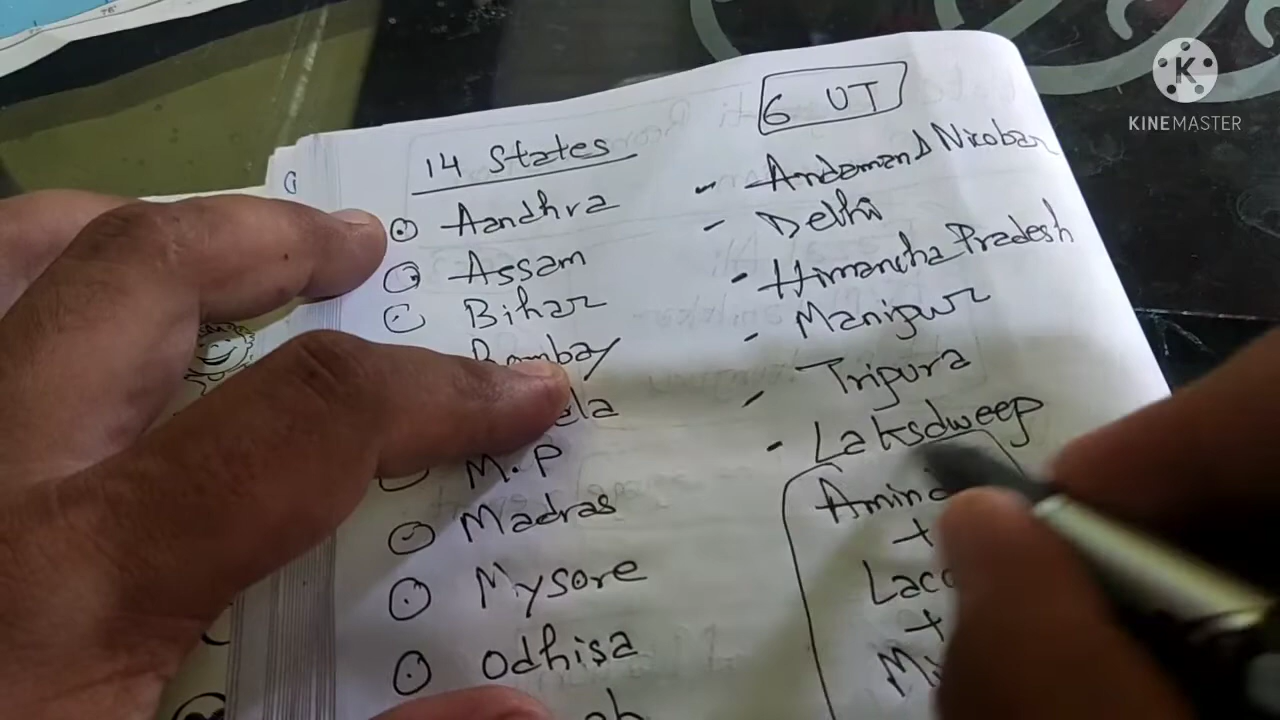 14 States
Aandhra
Assam
Bihar
Bombay
M.P
Madras
Mysore
Odhisa
6 UT
- Andaman & Nicobar
- Delhi
- Himancha Pradesh
- Manipur
- Tripura
- Laksdweep
+
+
K
KINEMASTER